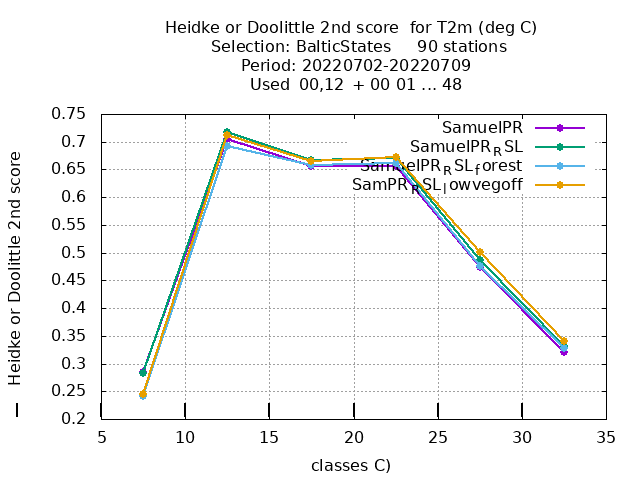 Heidke or Doolittle 2nd score  for T2m (deg C)
Selection: BalticStates     90 stations
Period: 20220702-20220709
Used  00,12  + 00 01 ... 48
Heidke or Doolittle 2nd score
0.75
0.7
0.65
0.6
0.55
0.5
0.45
0.4
0.35
0.3
0.25
0.2
SamuelPR
SamuelPR_RSL
SamuelPR_RSL_forest
SamPR_RSL_lowvegoff
5 10 15 20 25 30 35
classes C)